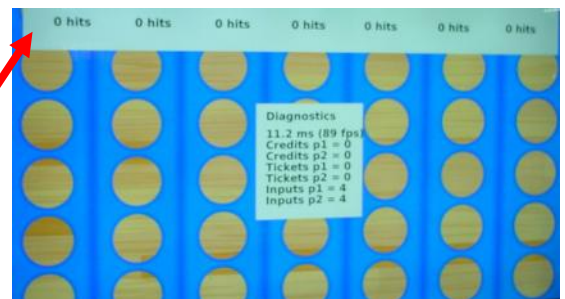 0 hits 0 hits 0 hits 0 hits 0 hits 0 hits 0 hits
Diagnostics
11.2 ms (89 fps)
Credits p1 = 0
Credits p2 = 0
Tickets p1 = 0
Tickets p2 = 0
Inputs p1 = 4
Inputs p2 = 4